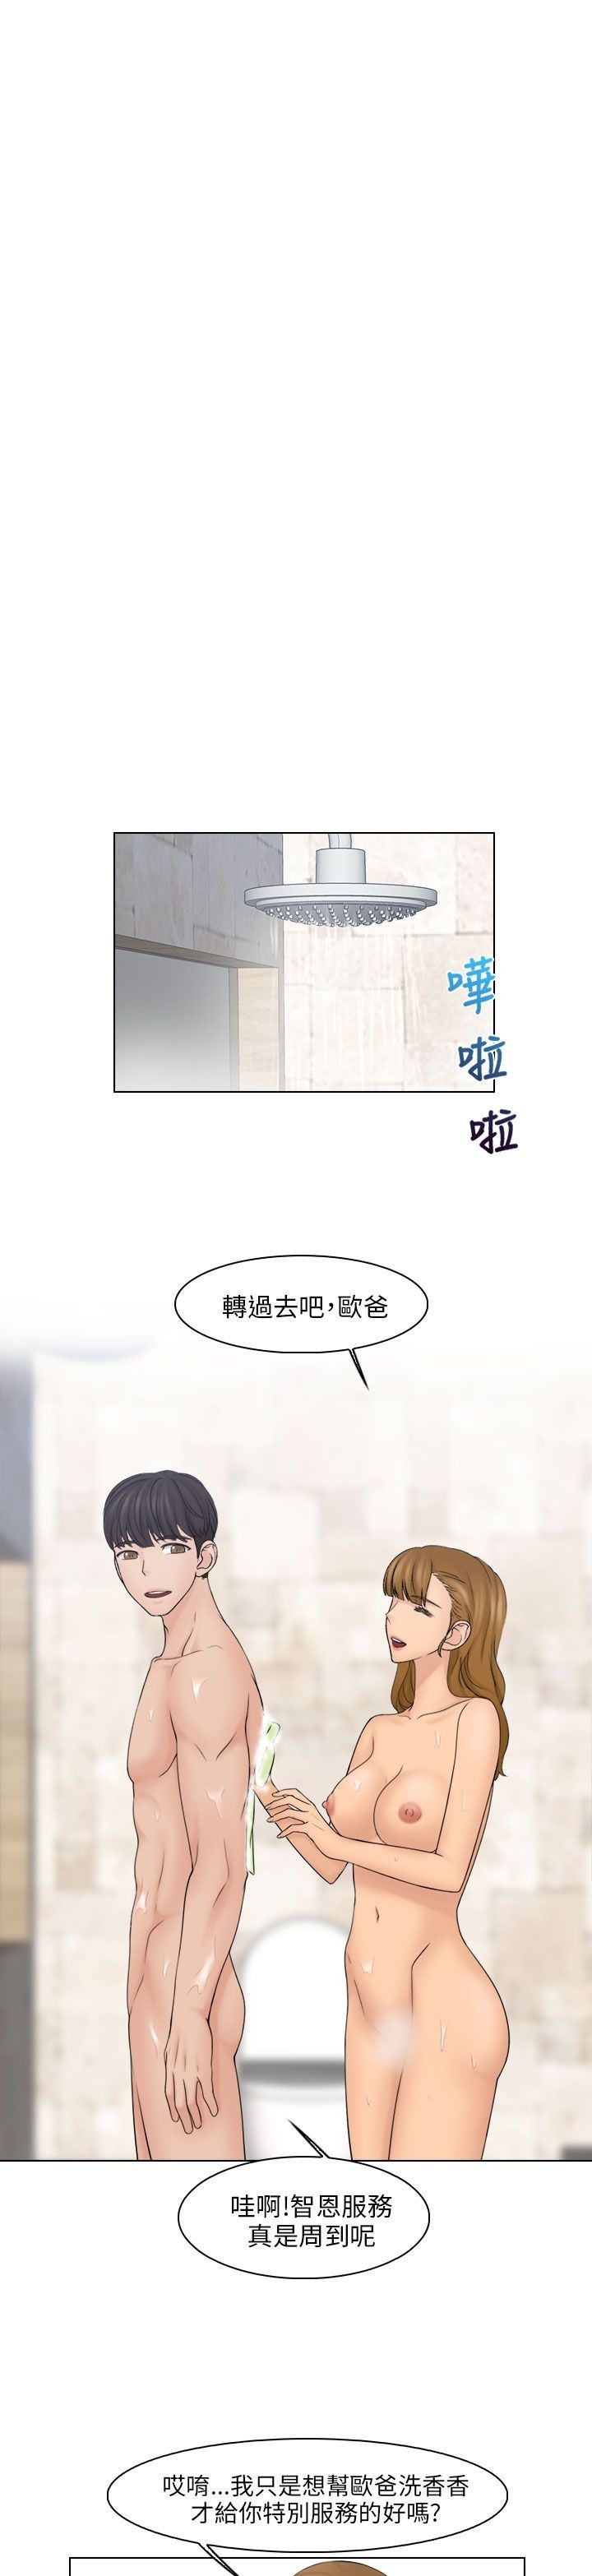 嘩
啦
啦
轉過去吧,歐爸
哇啊!智恩服務
真是周到呢
哎唷...我只是想幫歐爸洗香香
才給你特別服務的好嗎?